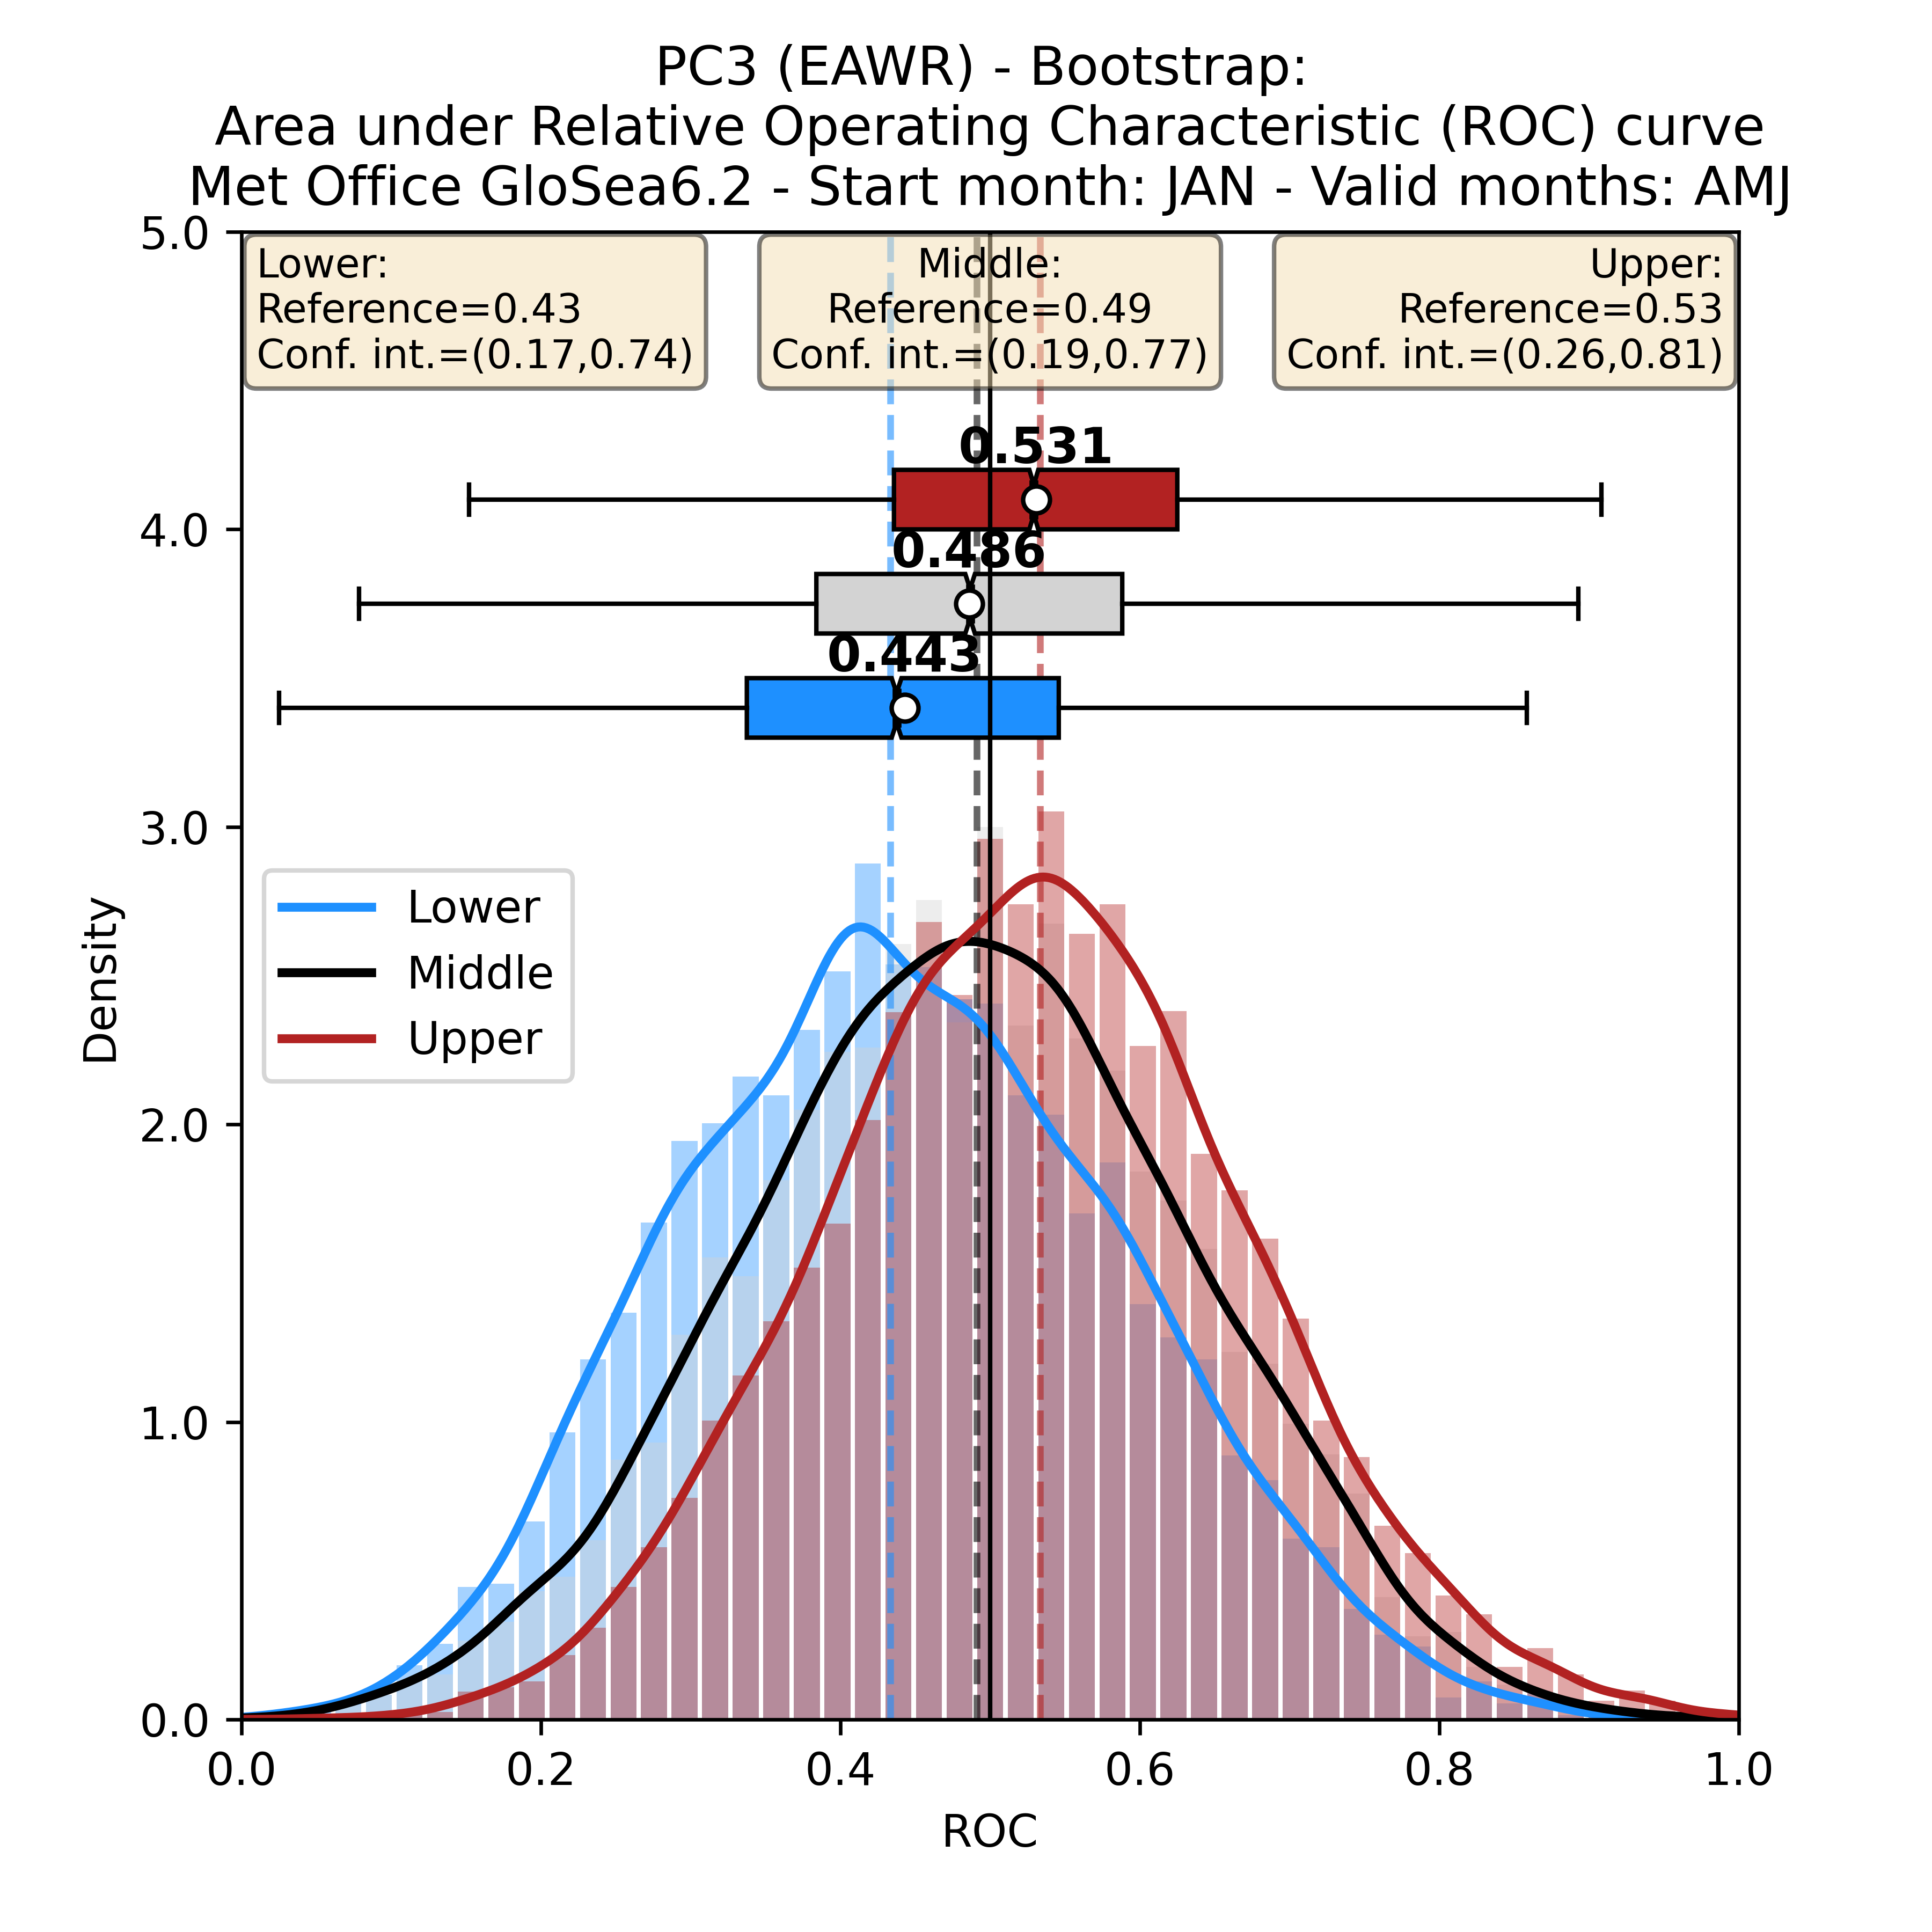 PC3 (EAWR) - Bootstrap:
Area under Relative Operating Characteristic (ROC) curve
Met Office GloSea6.2 - Start month: JAN - Valid months: AMJ
Lower:
Reference=0.43
Conf. int.=(0.17,0.74)
Middle:
Reference=0.49
Conf. int.=(0.19,0.77)
Upper:
Reference=0.53
Conf. int.=(0.26,0.81)
0.531
0.486
0.443
Lower
Middle
Upper
Density
5.0
4.0
3.0
2.0
1.0
0.0
0.0 0.2 0.4 0.6 0.8 1.0
ROC